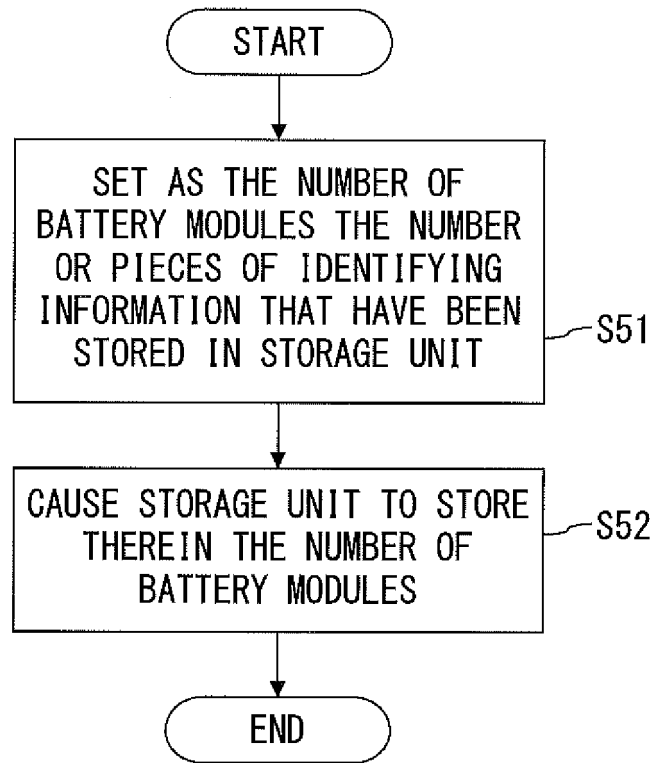 START
SET AS THE NUMBER OF
BATTERY MODULES THE NUMBER
OR PIECES OF IDENTIFYING
INFORMATION THAT HAVE BEEN
STORED IN STORAGE UNIT
S51
CAUSE STORAGE UNIT TO STORE
THEREIN THE NUMBER OF
BATTERY MODULES
S52
END